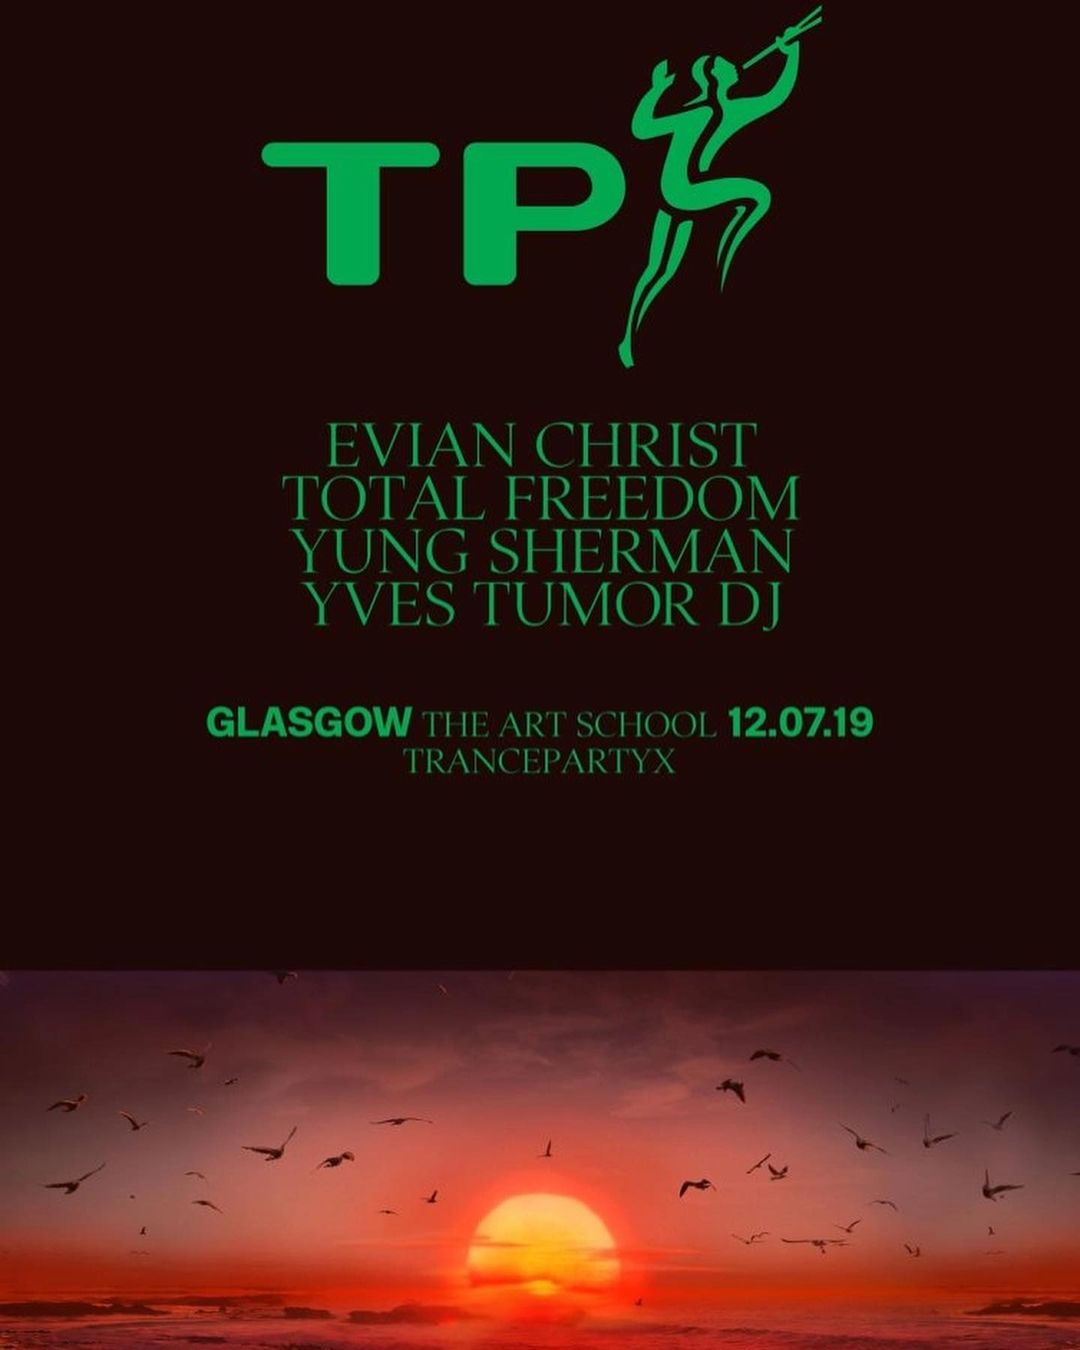 TP
EVIAN CHRIST
TOTAL FREEDOM
YUNG SHERMAN
YVES TUMOR DJ
GLASGOW THE ART SCHOOL 12.07.19
TRANCEPARTYX